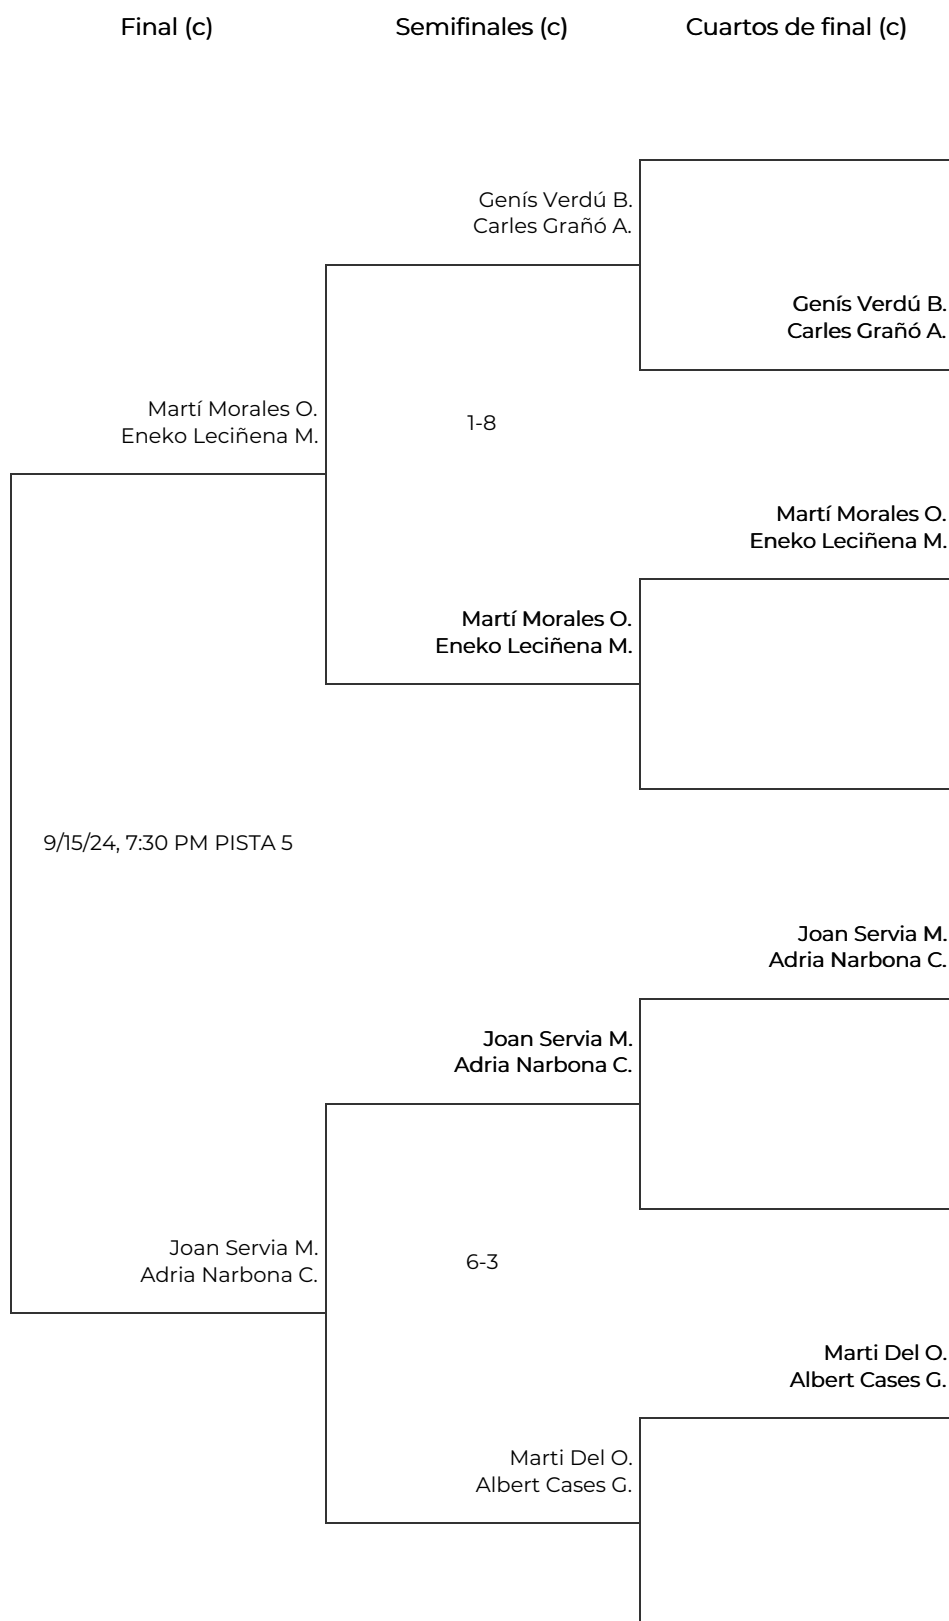 Final (c)
Semifinales (c)
Cuartos de final (c)
Genís Verdú B.
Carles Grañó A.
Genís Verdú B.
Carles Grañó A.
Martí Morales O.
Eneko Leciñena M.
1-8
Martí Morales O.
Eneko Leciñena M.
Martí Morales O.
Eneko Leciñena M.
9/15/24, 7:30 PM PISTA 5
Joan Servia M.
Adria Narbona C.
Joan Servia M.
Adria Narbona C.
Joan Servia M.
Adria Narbona C.
6-3
Marti Del O.
Albert Cases G.
Marti Del O.
Albert Cases G.